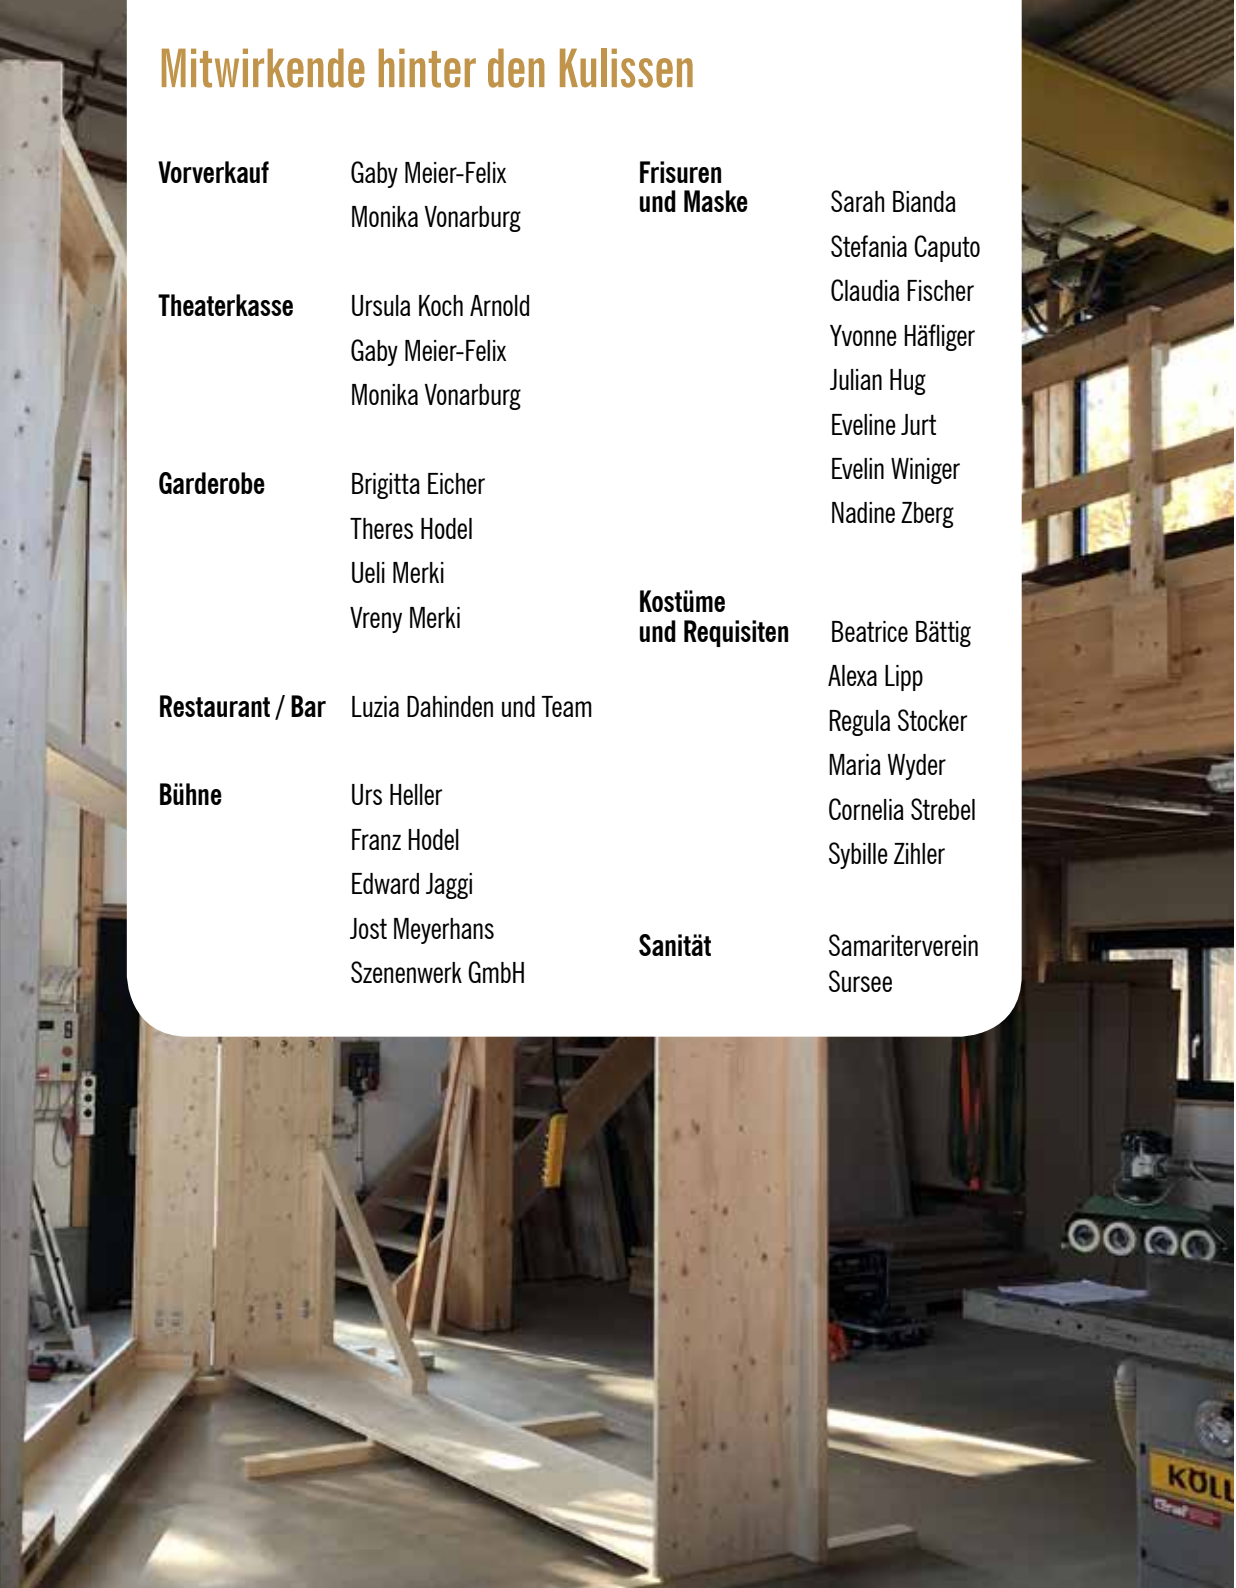 Mitwirkende hinter den Kulissen
Vorverkauf Gaby Meier-Felix
Monika Vonarburg
Theaterkasse Ursula Koch Arnold
Gaby Meier-Felix
Monika Vonarburg
Garderobe Brigitta Eicher
Theres Hodel
Ueli Merki
Vreny Merki
Restaurant / Bar Luzia Dahinden und Team
Bühne Urs Heller
Franz Hodel
Edward Jaggi
Jost Meyerhans
Szenenwerk GmbH
Frisuren
und Maske Sarah Bianda
Stefania Caputo
Claudia Fischer
Yvonne Häfliger
Julian Hug
Eveline Jurt
Evelin Winiger
Nadine Zberg
Kostüme
und Requisiten Beatrice Bättig
Alexa Lipp
Regula Stocker
Maria Wyder
Cornelia Strebel
Sybille Zihler
Sanität Samariterverein
Sursee
KÖLL